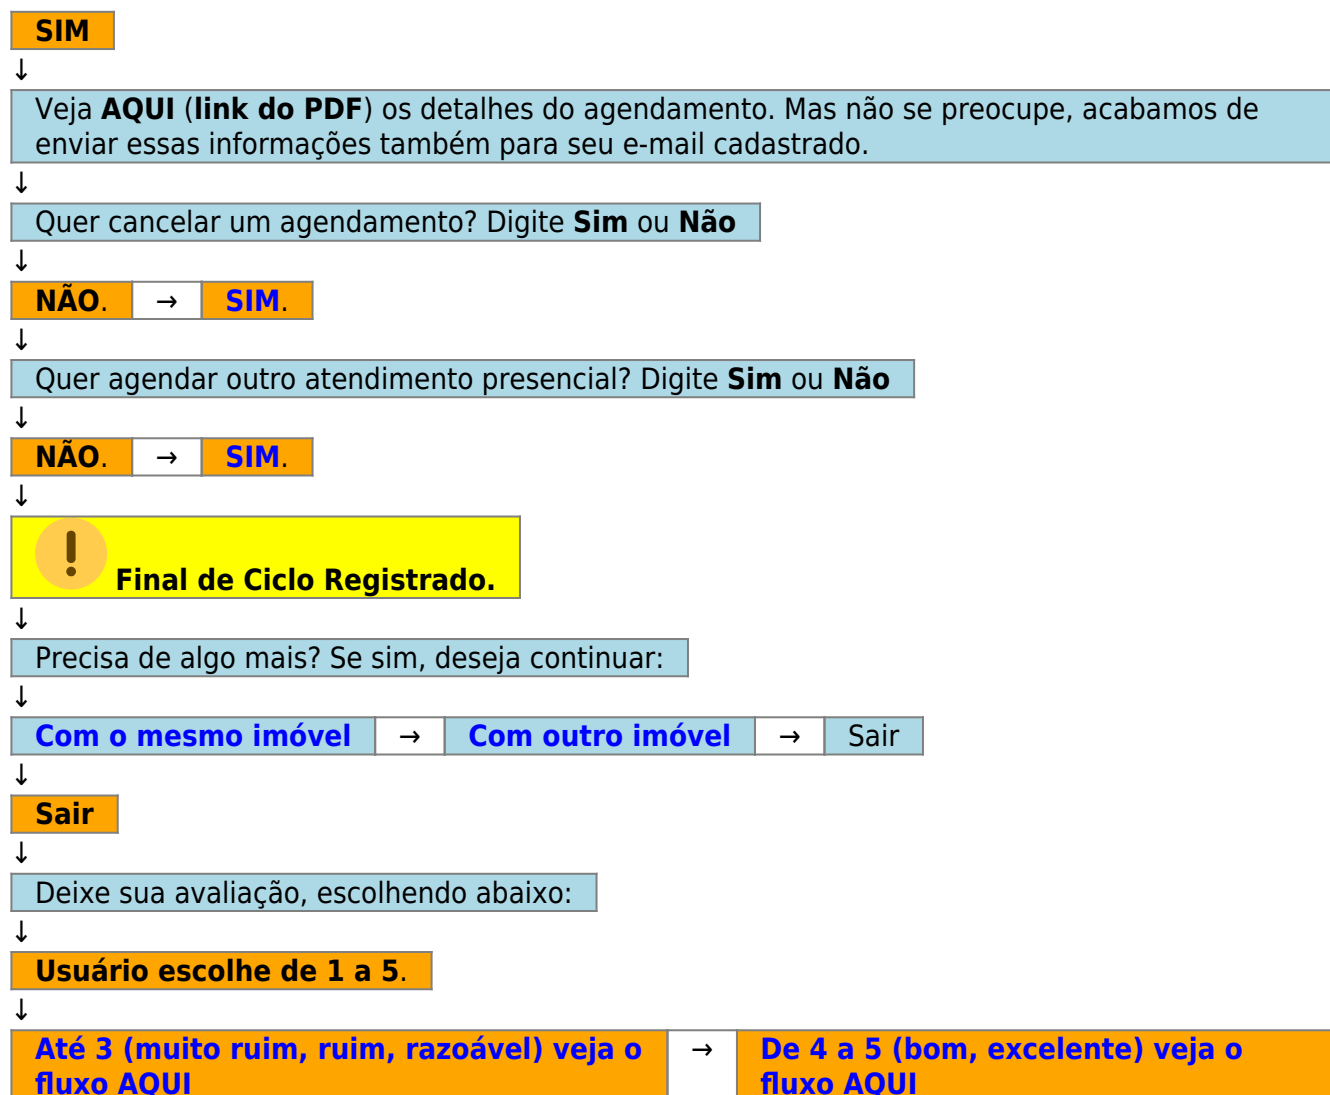 SIM
↓
Veja AQUI (link do PDF) os detalhes do agendamento. Mas não se preocupe, acabamos de
enviar essas informações também para seu e-mail cadastrado.
↓
Quer cancelar um agendamento? Digite Sim ou Não
↓
NÃO. → SIM.
↓
Quer agendar outro atendimento presencial? Digite Sim ou Não
↓
NÃO. → SIM.
↓
Final de Ciclo Registrado.
↓
Precisa de algo mais? Se sim, deseja continuar:
↓
Com o mesmo imóvel → Com outro imóvel → Sair
↓
Sair
↓
Deixe sua avaliação, escolhendo abaixo:
↓
Usuário escolhe de 1 a 5.
↓
Até 3 (muito ruim, ruim, razoável) veja o → De 4 a 5 (bom, excelente) veja o
fluxo AQUI fluxo AQUI